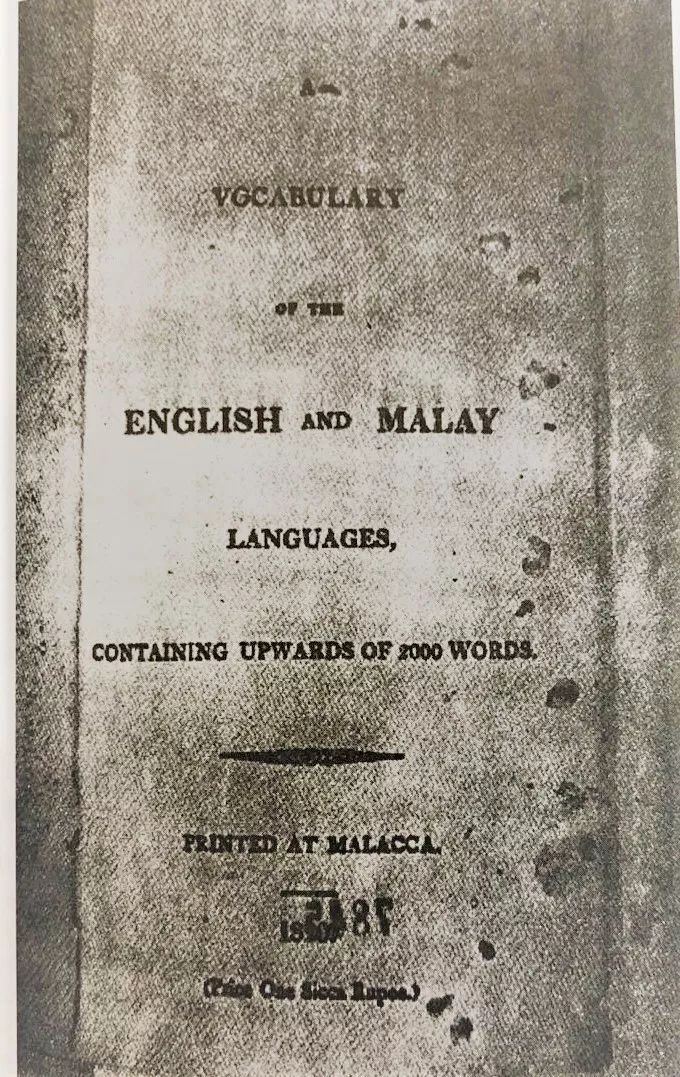 A
VOCABULARY
OF THE
ENGLISH AND MALAY
LANGUAGES,
CONTAINING UPWARDS OF 2000 WORDS.
PRINTED AT MALACCA.
1820
(Price One Sicca Rupee.)